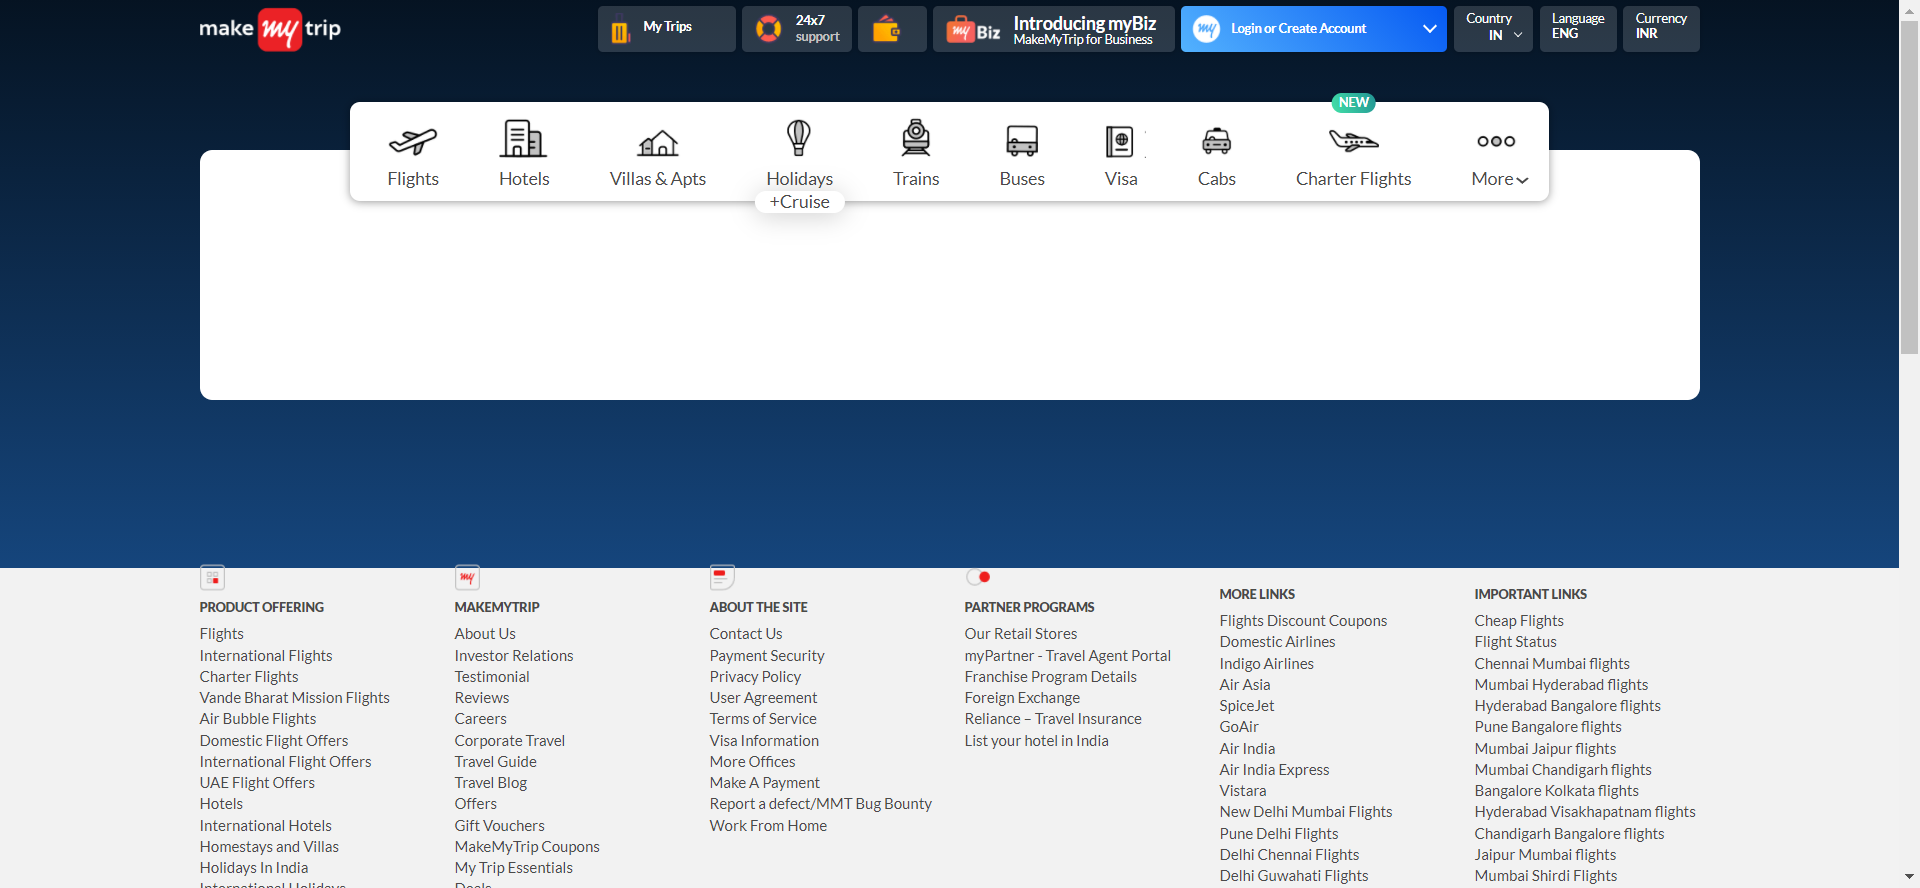 make my trip
My Trips
24x7
support
my Biz
Introducing myBiz
MakeMyTrip for Business
my
Login or Create Account
Country
IN
Language
ENG
Currency
INR
NEW
Flights
Hotels
Villas & Apts
Holidays
+Cruise
Trains
Buses
Visa
Cabs
Charter Flights
More
PRODUCT OFFERING
Flights
International Flights
Charter Flights
Vande Bharat Mission Flights
Air Bubble Flights
Domestic Flight Offers
International Flight Offers
UAE Flight Offers
Hotels
International Hotels
Homestays and Villas
Holidays In India
International Holidays
my
MAKEMYTRIP
About Us
Investor Relations
Testimonial
Reviews
Careers
Corporate Travel
Travel Guide
Travel Blog
Offers
Gift Vouchers
MakeMyTrip Coupons
My Trip Essentials
Deals
ABOUT THE SITE
Contact Us
Payment Security
Privacy Policy
User Agreement
Terms of Service
Visa Information
More Offices
Make A Payment
Report a defect/MMT Bug Bounty
Work From Home
PARTNER PROGRAMS
Our Retail Stores
myPartner - Travel Agent Portal
Franchise Program Details
Foreign Exchange
Reliance – Travel Insurance
List your hotel in India
MORE LINKS
Flights Discount Coupons
Domestic Airlines
Indigo Airlines
Air Asia
SpiceJet
GoAir
Air India
Air India Express
Vistara
New Delhi Mumbai Flights
Pune Delhi Flights
Delhi Chennai Flights
Delhi Guwahati Flights
IMPORTANT LINKS
Cheap Flights
Flight Status
Chennai Mumbai flights
Mumbai Hyderabad flights
Hyderabad Bangalore flights
Pune Bangalore flights
Mumbai Jaipur flights
Mumbai Chandigarh flights
Bangalore Kolkata flights
Hyderabad Visakhapatnam flights
Chandigarh Bangalore flights
Jaipur Mumbai flights
Mumbai Shirdi Flights